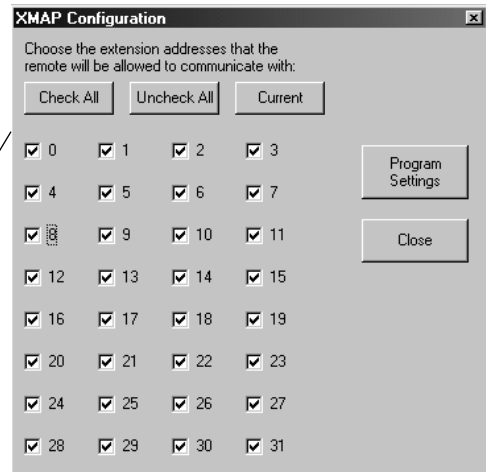 XMAP Configuration
Choose the extension addresses that the
remote will be allowed to communicate with:
Check All Uncheck All Current
0 1 2 3
Program
Settings
4 5 6 7
8 9 10 11
Close
12 13 14 15
16 17 18 19
20 21 22 23
24 25 26 27
28 29 30 31